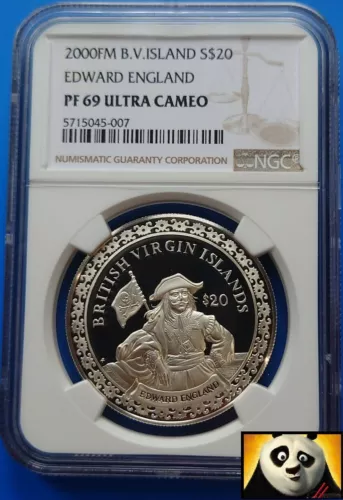 2000FM B.V.ISLAND S$20
EDWARD ENGLAND
PF 69 ULTRA CAMEO
5715045-007
NUMISMATIC GUARANTY CORPORATION
NGC
BRITISH VIRGIN ISLANDS
$20
EDWARD ENGLAND